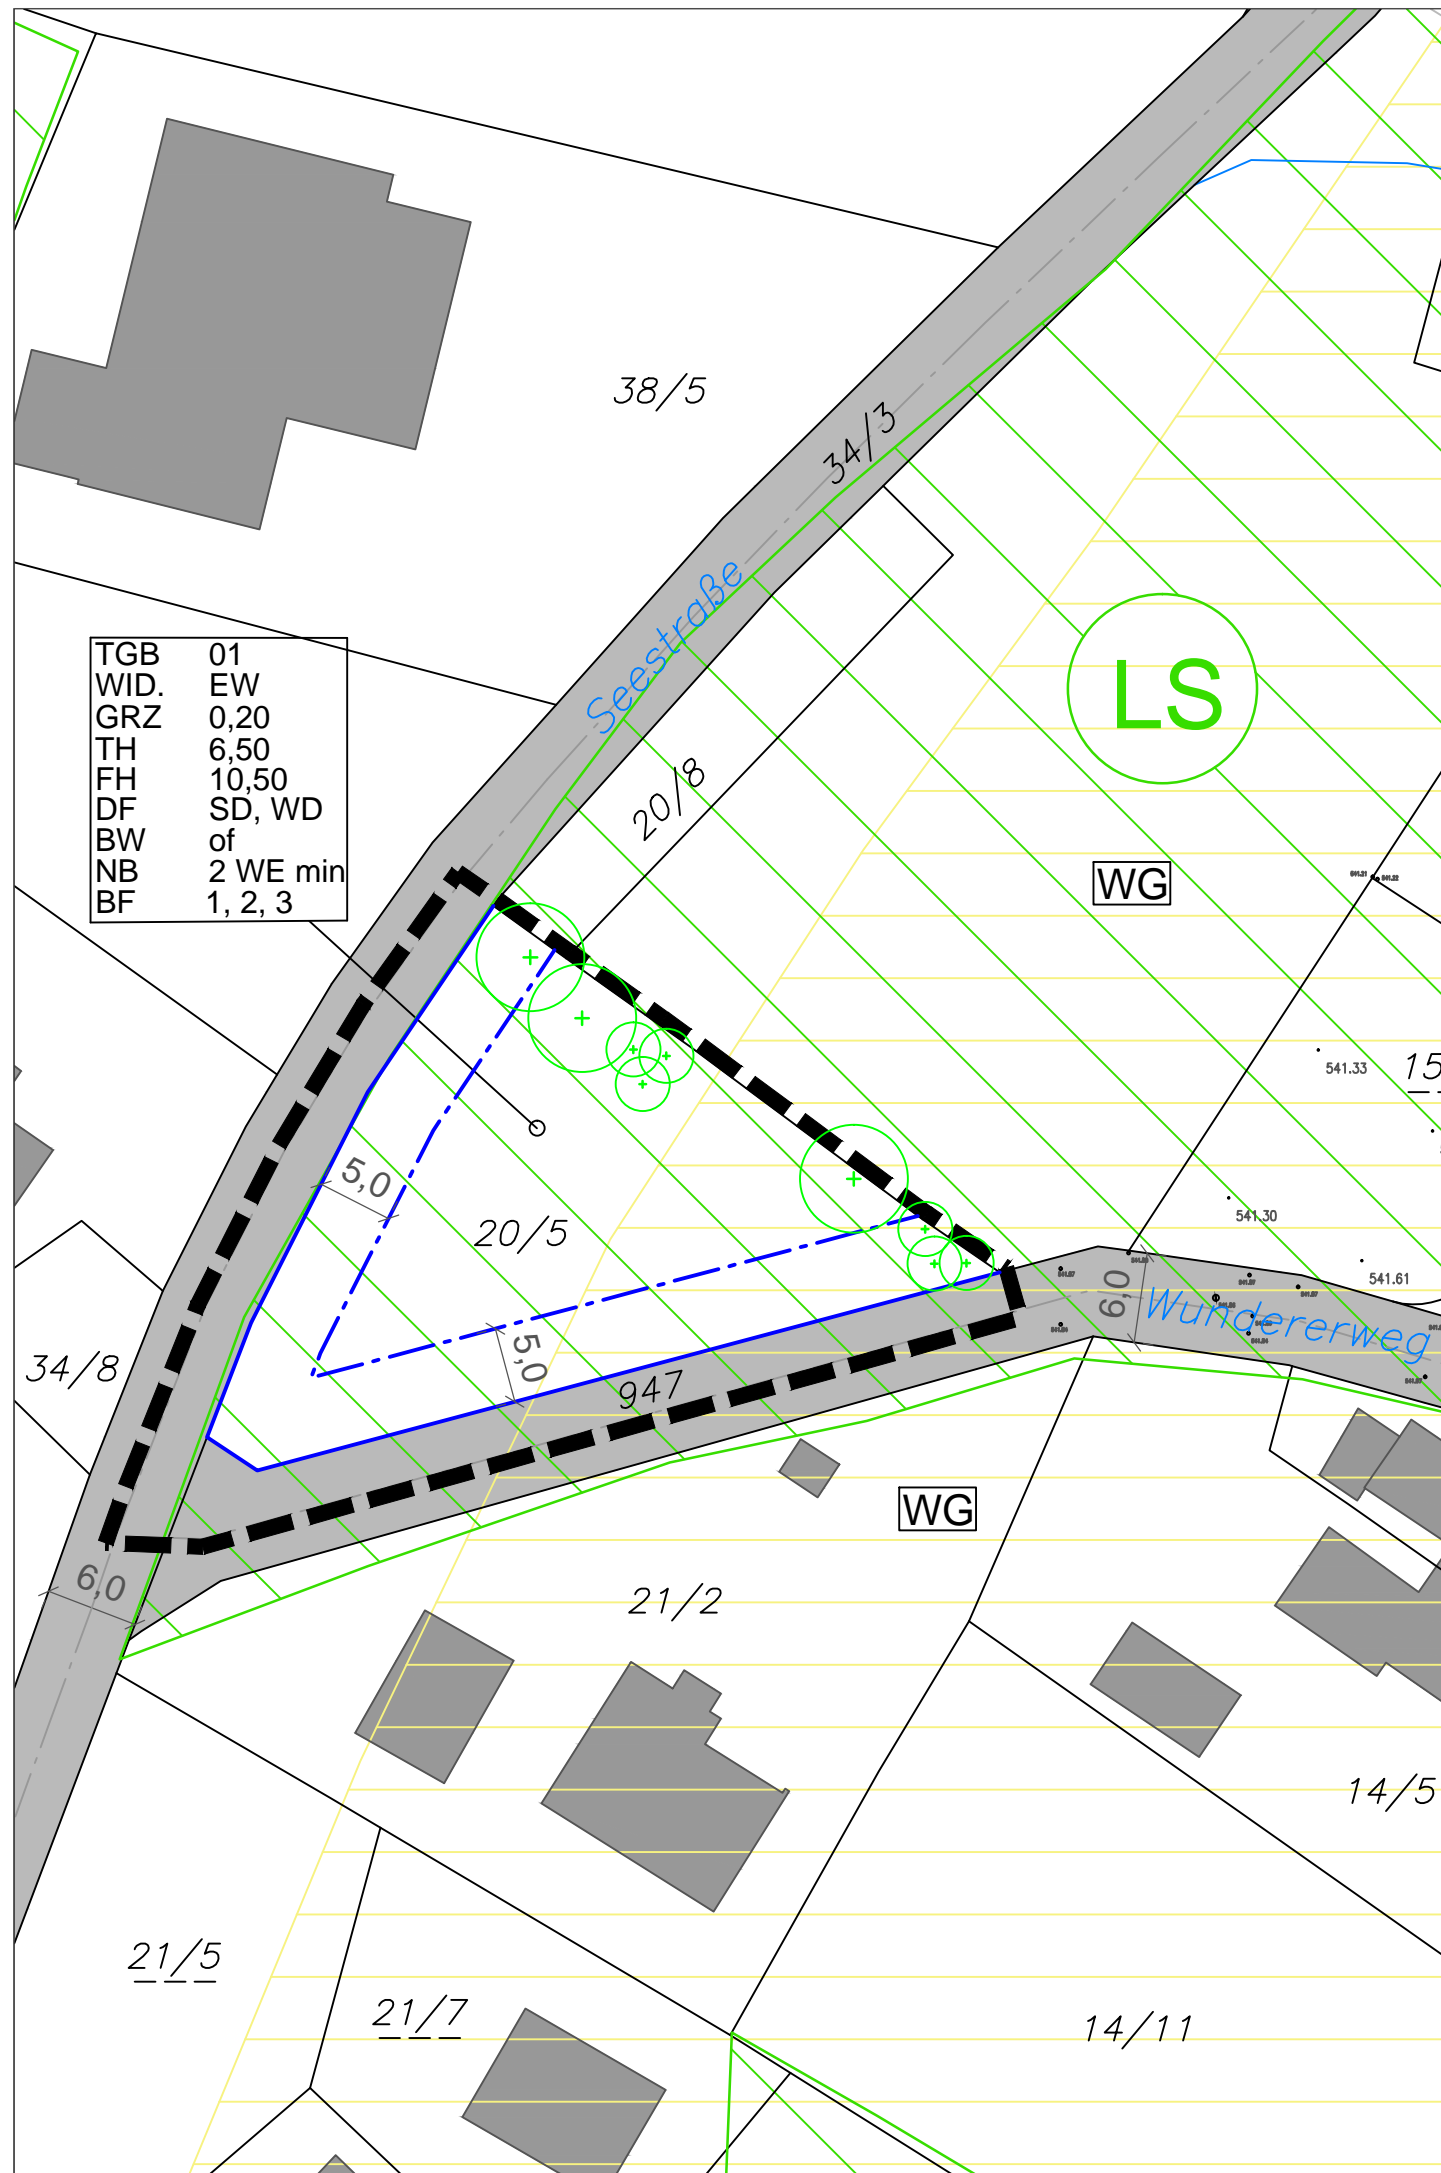 38/5
34/3
Seestraße
TGB 01
WID. EW
GRZ 0,20
TH 6,50
FH 10,50
DF SD, WD
BW of
NB 2 WE min
BF 1, 2, 3
LS
20/8
WG
541.33
15
5,0
20/5
541.30
541.61
6,0
Wundererweg
34/8
5,0
947
WG
6,0
21/2
14/5
21/5
21/7
14/11